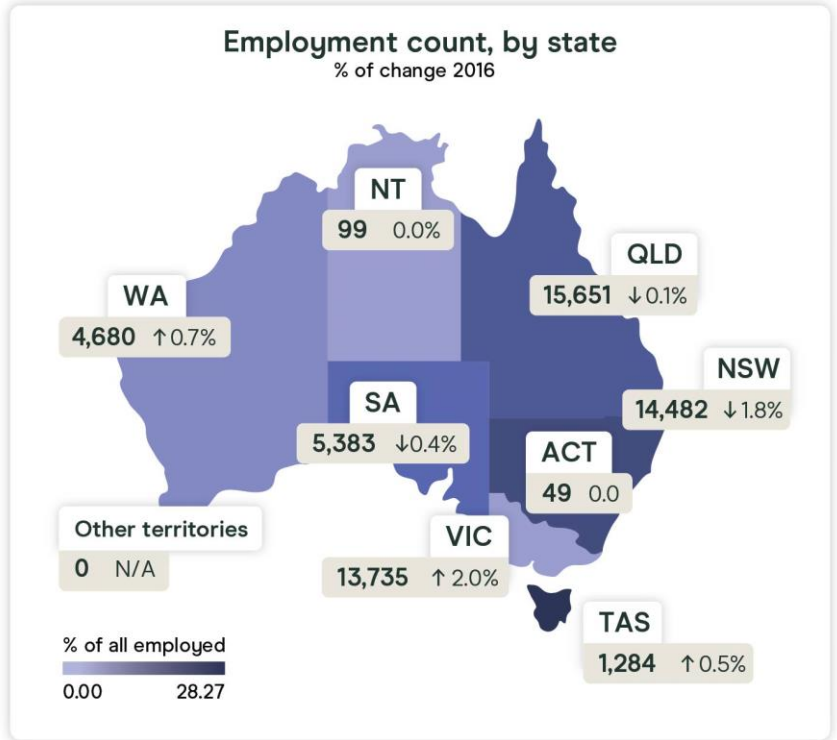 Employment count, by state
% of change 2016
NT
99 0.0%
QLD
15,651 ↓0.1%
WA
4,680 ↑0.7%
NSW
14,482 ↓1.8%
SA
5,383 ↓0.4%
ACT
49 0.0
Other territories
0 N/A
VIC
13,735 ↑2.0%
TAS
1,284 ↑0.5%
% of all employed
0.00 28.27